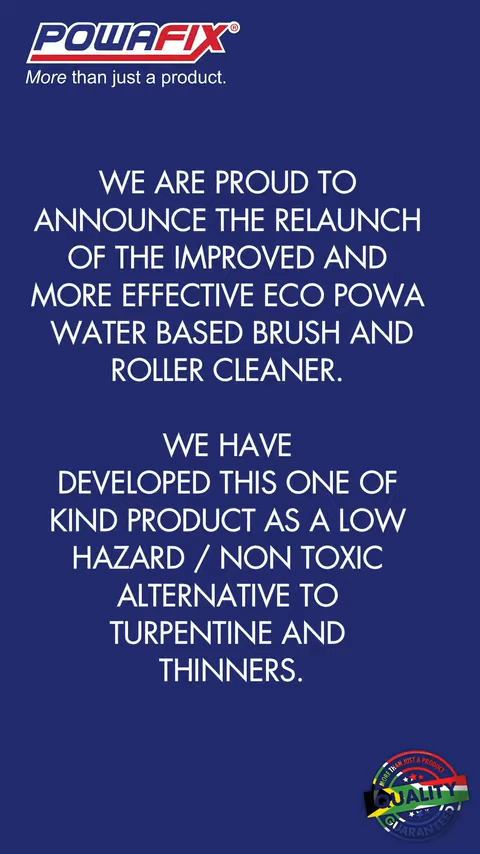 POWAFIX®
More than just a product.
WE ARE PROUD TO
ANNOUNCE THE RELAUNCH
OF THE IMPROVED AND
MORE EFFECTIVE ECO POWA
WATER BASED BRUSH AND
ROLLER CLEANER.
WE HAVE
DEVELOPED THIS ONE OF
KIND PRODUCT AS A LOW
HAZARD / NON TOXIC
ALTERNATIVE TO
TURPENTINE AND
THINNERS.
MORE THAN JUST A PRODUKT
QUALITY
GUARANTEED